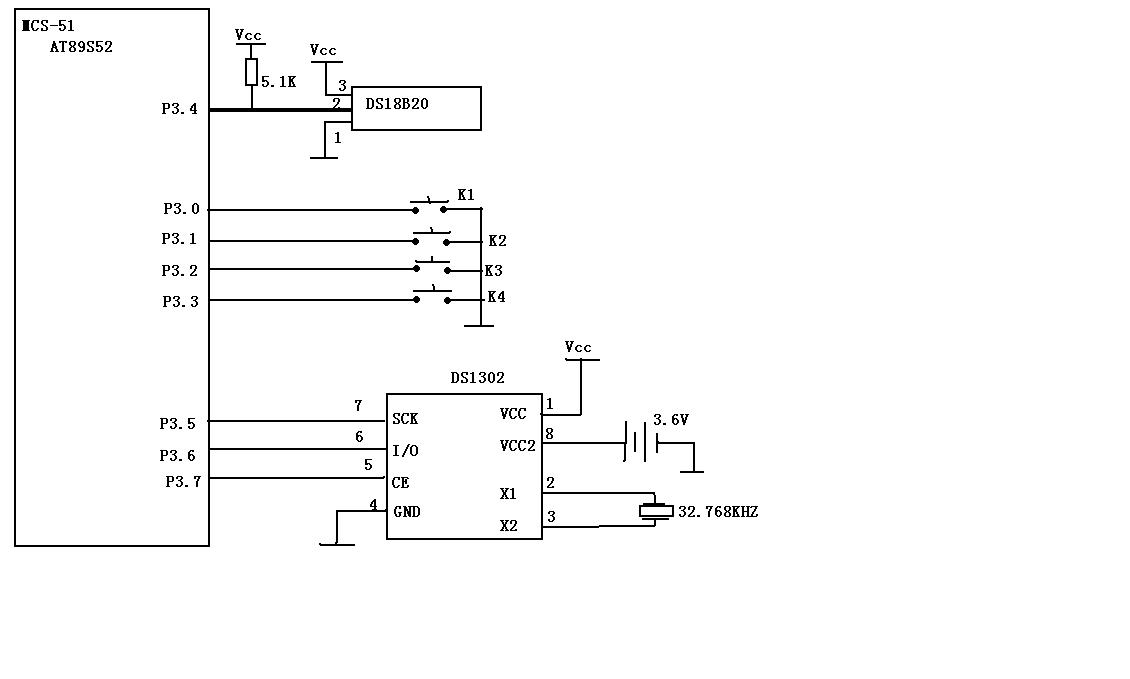 MCS-51
AT89S52
Vcc
Vcc
5.1K
3
P3.4
2
DS18B20
1
P3.0
K1
P3.1
K2
P3.2
K3
P3.3
K4
Vcc
DS1302
P3.5
7
SCK
VCC
1
3.6V
P3.6
6
I/O
VCC2
8
P3.7
5
CE
X1
2
4
GND
X2
3
32.768KHZ